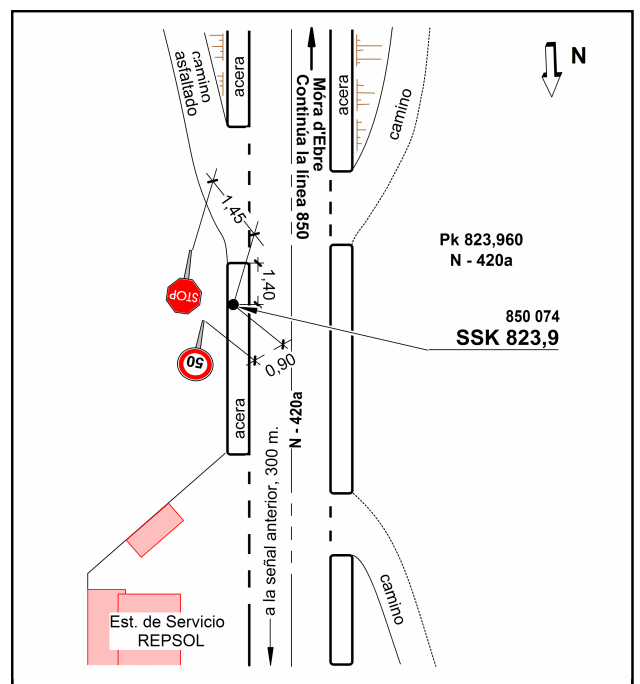 N
camino
asfaltado
acera
Móra d'Ebre
Continúa la línea 850
acera
camino
1,45
1,40
Pk 823,960
N - 420a
STOP
50
850 074
SSK 823,9
0,90
acera
N - 420a
a la señal anterior, 300 m.
Est. de Servicio
REPSOL
camino